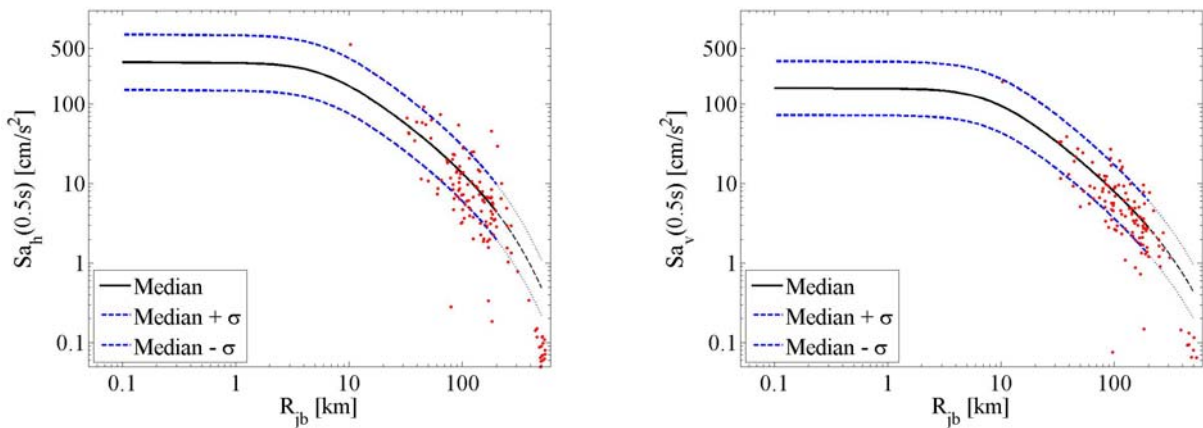 500
100
10
1
0.1
Sa_h(0.5s) [cm/s^2]
Median
Median + σ
Median - σ
0.1 1 10 100
R_jb [km]
500
100
10
1
0.1
Sa_v(0.5s) [cm/s^2]
Median
Median + σ
Median - σ
0.1 1 10 100
R_jb [km]